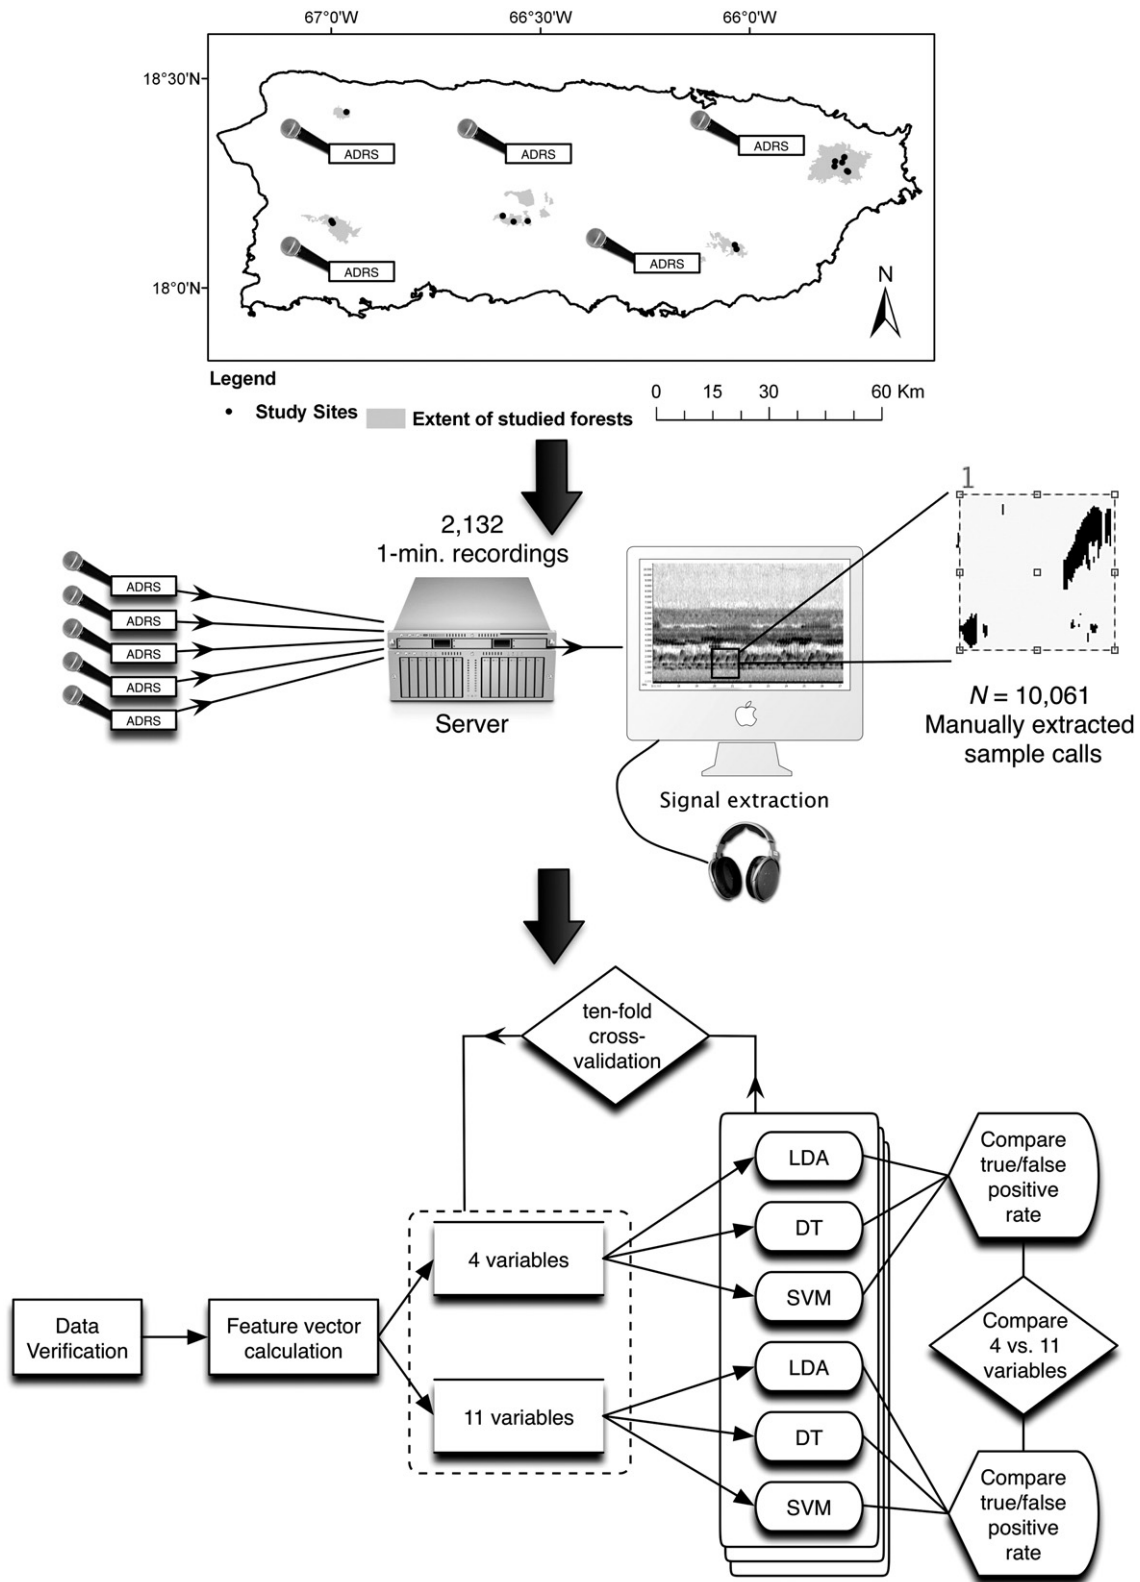 67°0'W 66°30'W 66°0'W
18°30'N
ADRS
ADRS
ADRS
ADRS
ADRS
18°0'N
N
Legend
Study Sites
Extent of studied forests
0 15 30 60 Km
2,132
1-min. recordings
ADRS
ADRS
ADRS
ADRS
ADRS
Server
Signal extraction
1
N = 10,061
Manually extracted
sample calls
ten-fold
cross-
validation
Data
Verification
Feature vector
calculation
4 variables
11 variables
LDA
DT
SVM
LDA
DT
SVM
Compare
true/false
positive
rate
Compare
4 vs. 11
variables
Compare
true/false
positive
rate